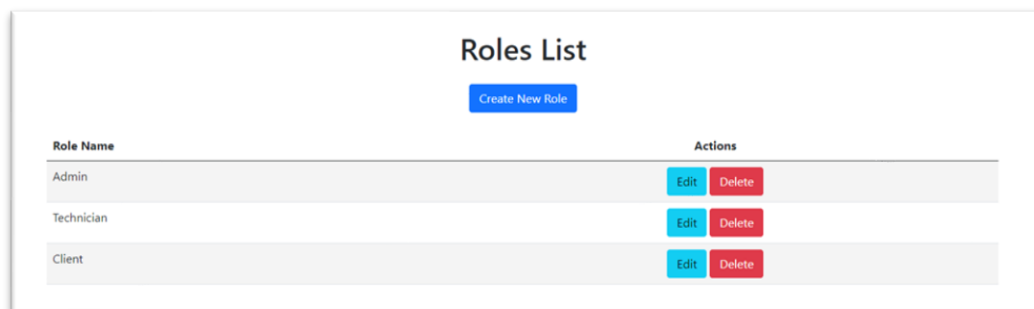 Roles List
Create New Role
Role Name Actions
Admin Edit Delete
Technician Edit Delete
Client Edit Delete